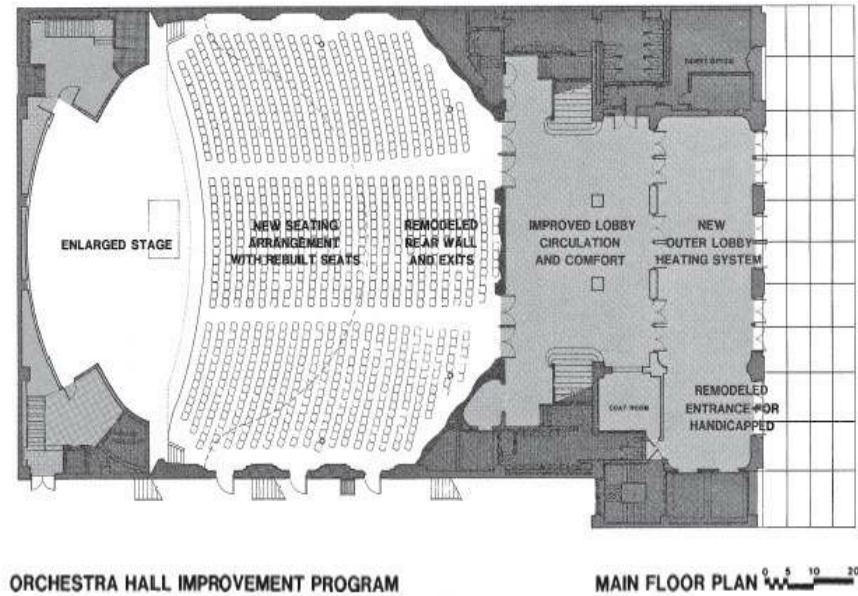 TICKET OFFICE
ENLARGED STAGE
NEW SEATING
ARRANGEMENT
WITH REBUILT SEATS
REMODELED
REAR WALL
AND EXITS
IMPROVED LOBBY
CIRCULATION
AND COMFORT
NEW
OUTER LOBBY
HEATING SYSTEM
COAT ROOM
REMODELED
ENTRANCE FOR
HANDICAPPED
ORCHESTRA HALL IMPROVEMENT PROGRAM
MAIN FLOOR PLAN
0 5 10 20